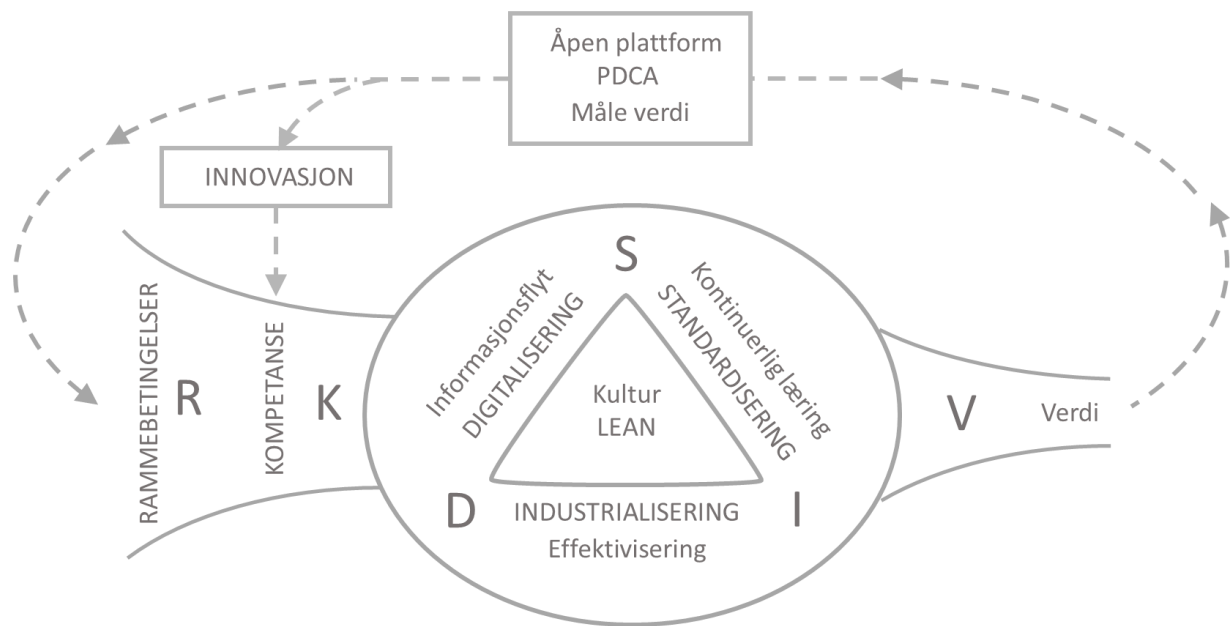 Åpen plattform
PDCA
Måle verdi
INNOVASJON
RAMMEBETINGELSER
R
KOMPETANSE
K
S
Informasjonsflyt
DIGITALISERING
Kontinuerlig læring
STANDARDISERING
Kultur
LEAN
D
INDUSTRIALISERING
Effektivisering
I
V
Verdi